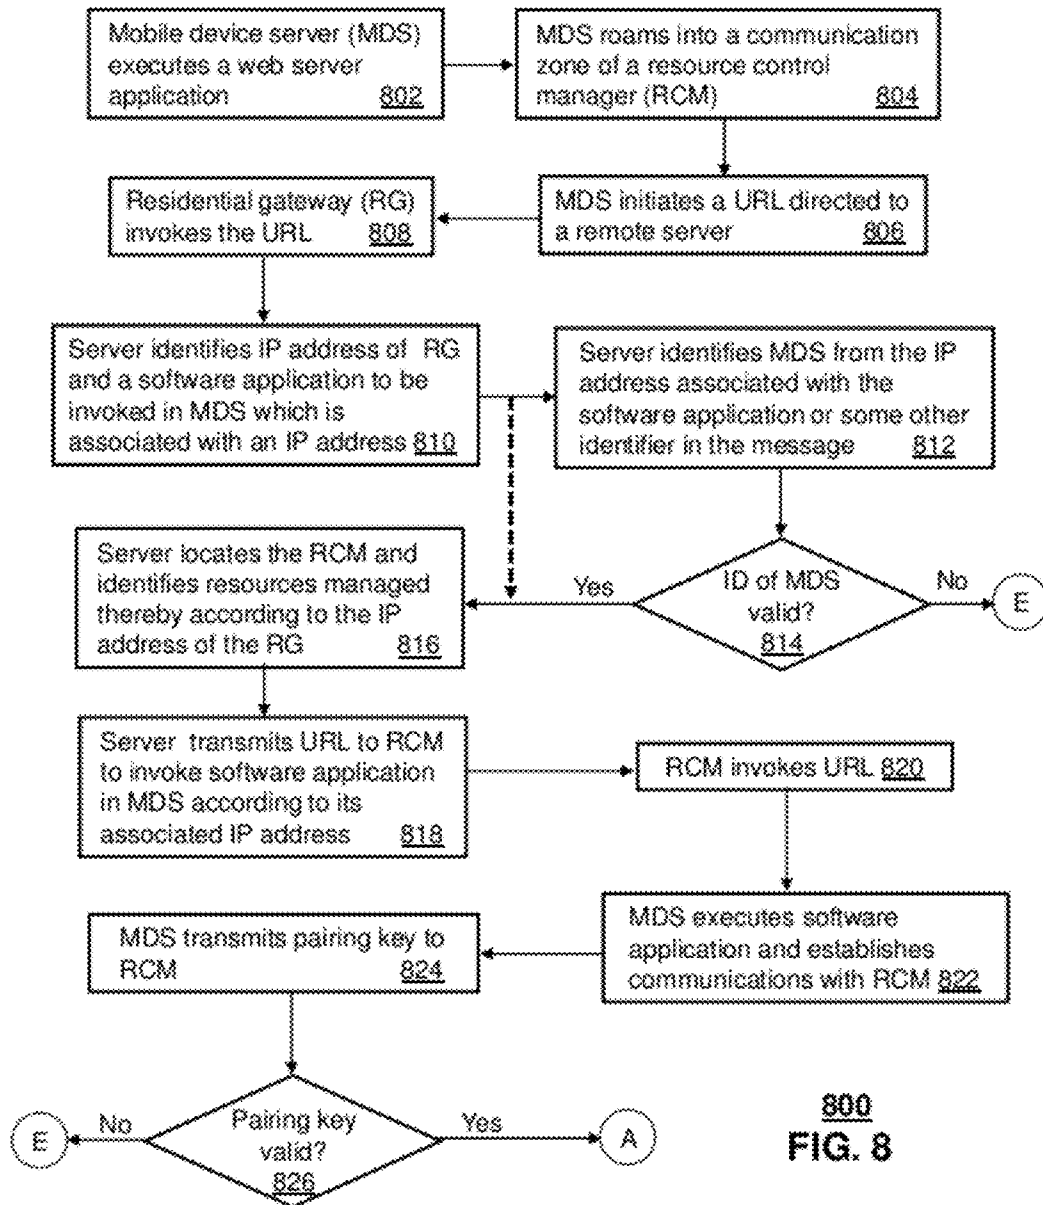 Mobile device server (MDS)
executes a web server
application 802
MDS roams into a communication
zone of a resource control
manager (RCM) 804
MDS initiates a URL directed to
a remote server 806
Residential gateway (RG)
invokes the URL 808
Server identifies IP address of RG
and a software application to be
invoked in MDS which is
associated with an IP address 810
Server identifies MDS from the IP
address associated with the
software application or some other
identifier in the message 812
ID of MDS
valid?
814
Yes
No
E
Server locates the RCM and
identifies resources managed
thereby according to the IP
address of the RG 816
Server transmits URL to RCM
to invoke software application
in MDS according to its
associated IP address 818
RCM invokes URL 820
MDS executes software
application and establishes
communications with RCM 822
MDS transmits pairing key to
RCM 824
Pairing key
valid?
826
No
E
Yes
A
800
FIG. 8